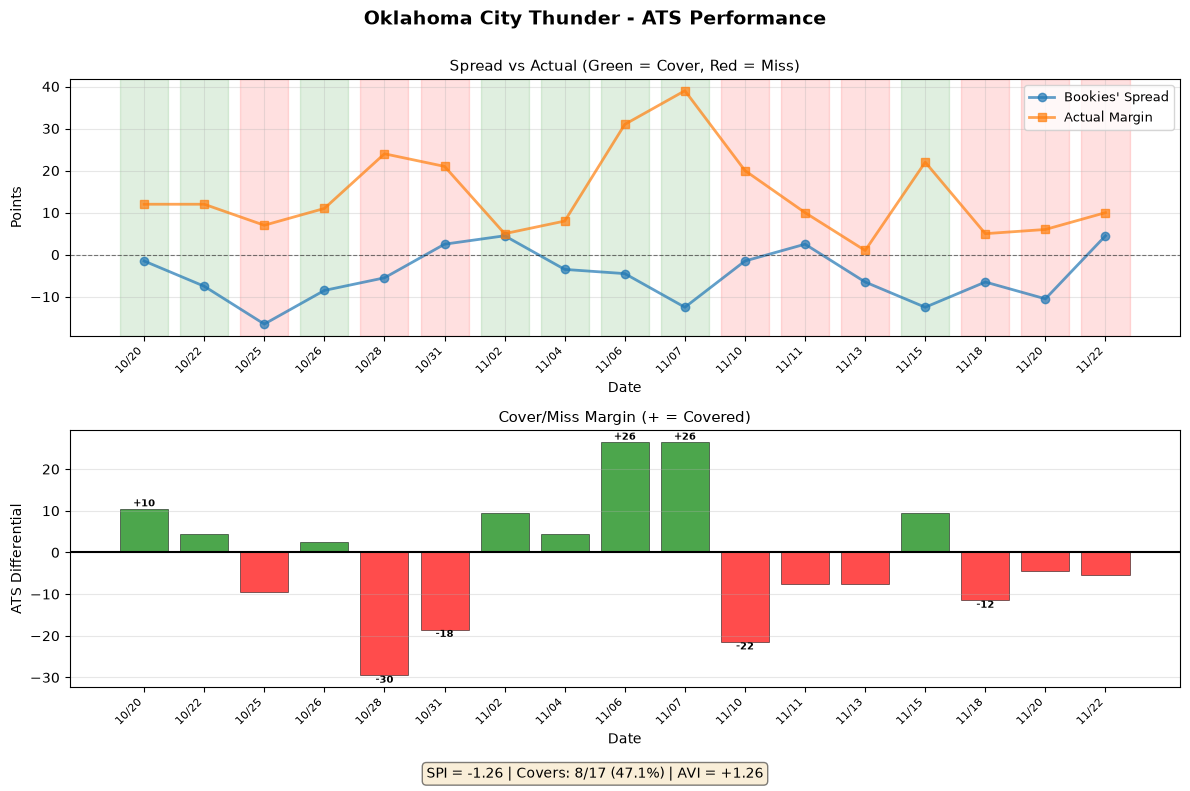 Oklahoma City Thunder - ATS Performance
Spread vs Actual (Green = Cover, Red = Miss)
Bookies' Spread
Actual Margin
Points
40
30
20
10
0
−10
10/20 10/22 10/25 10/26 10/28 10/31 11/02 11/04 11/06 11/07 11/10 11/11 11/13 11/15 11/18 11/20 11/22
Date
Cover/Miss Margin (+ = Covered)
ATS Differential
20
10
0
−10
−20
−30
+10 -30 -18 +26 +26 -22 -12
10/20 10/22 10/25 10/26 10/28 10/31 11/02 11/04 11/06 11/07 11/10 11/11 11/13 11/15 11/18 11/20 11/22
Date
SPI = -1.26 | Covers: 8/17 (47.1%) | AVI = +1.26